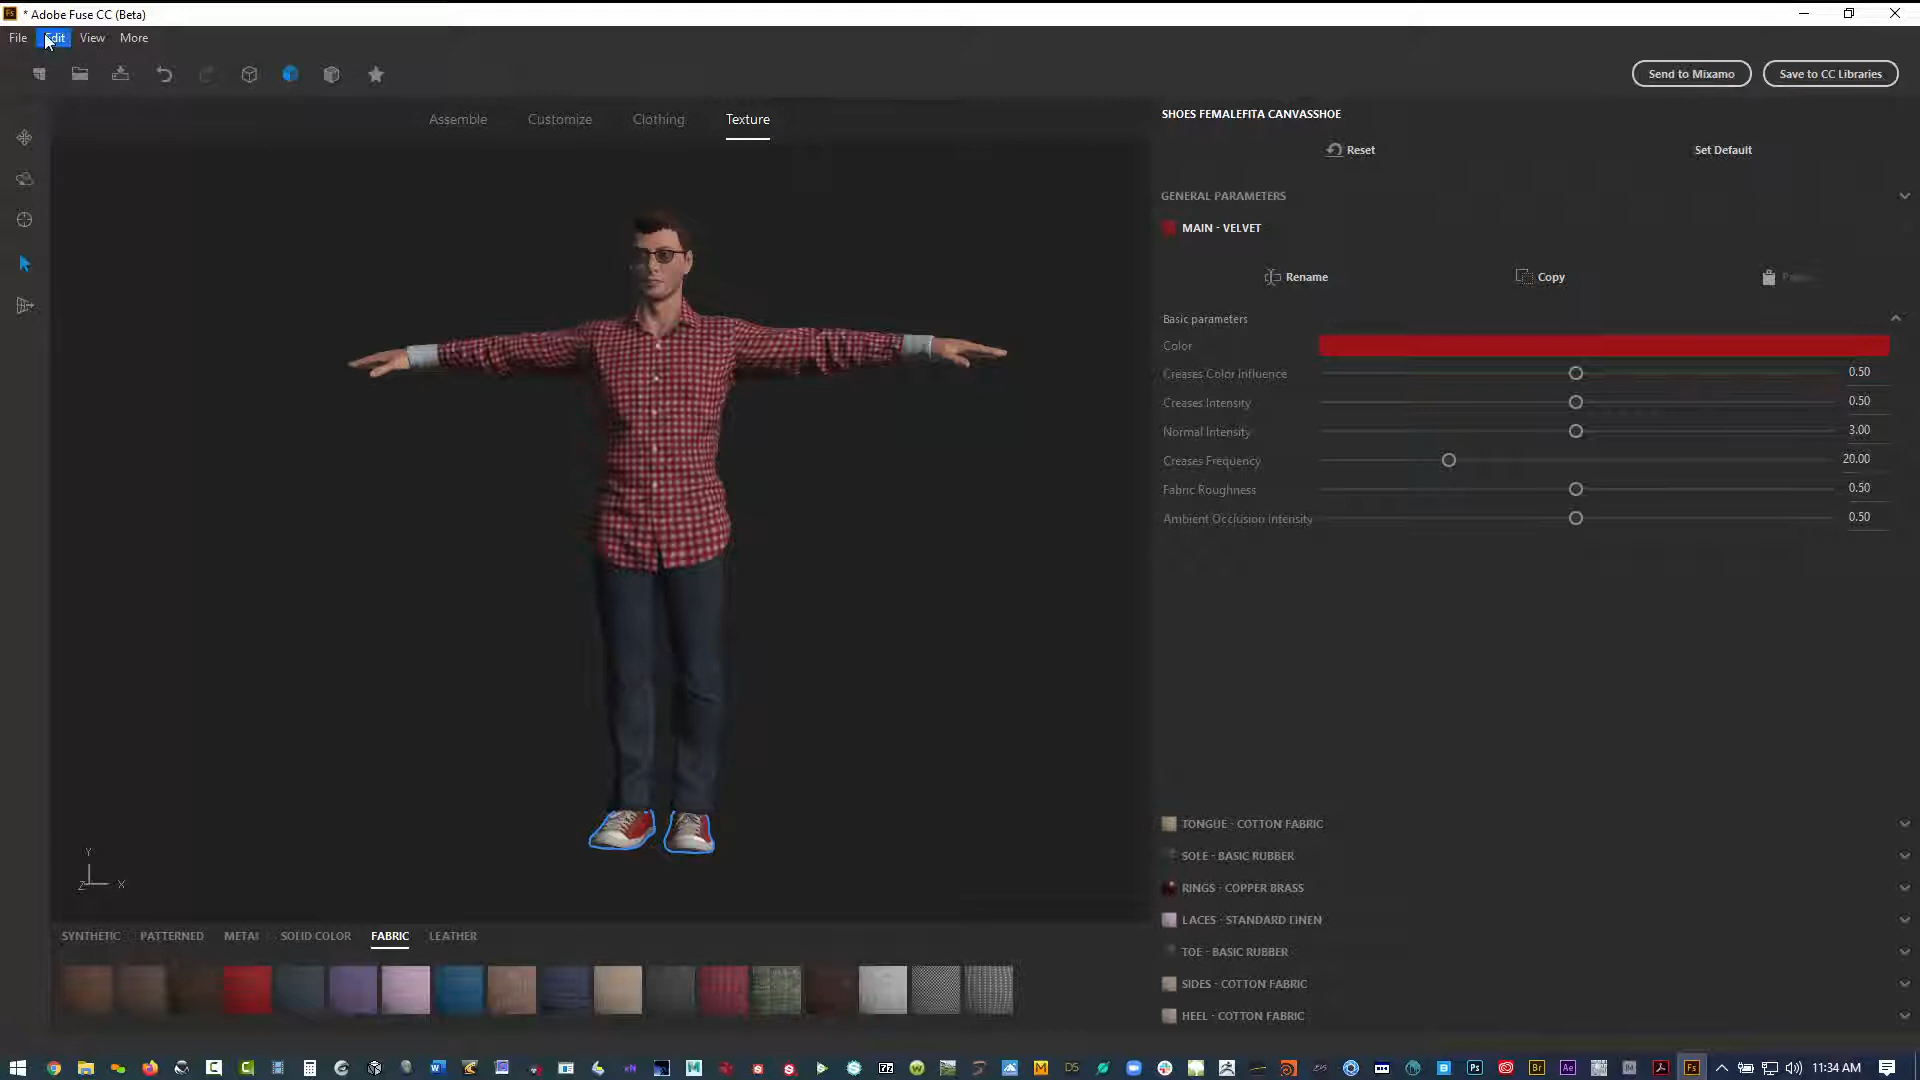 * Adobe Fuse CC (Beta)
File Edit View More
Send to Mixamo
Save to CC Libraries
Assemble Customize Clothing Texture
SHOES FEMALEFITA CANVASSHOE
Reset
Set Default
GENERAL PARAMETERS
MAIN - VELVET
Rename
Copy
Basic parameters
Color
Creases Color Influence 0.50
Creases Intensity 0.50
Normal Intensity 3.00
Creases Frequency 20.00
Fabric Roughness 0.50
Ambient Occlusion Intensity 0.50
Y
Z X
TONGUE - COTTON FABRIC
SOLE - BASIC RUBBER
RINGS - COPPER BRASS
LACES - STANDARD LINEN
TOE - BASIC RUBBER
SIDES - COTTON FABRIC
HEEL - COTTON FABRIC
SYNTHETIC PATTERNED METAL SOLID COLOR FABRIC LEATHER
11:34 AM